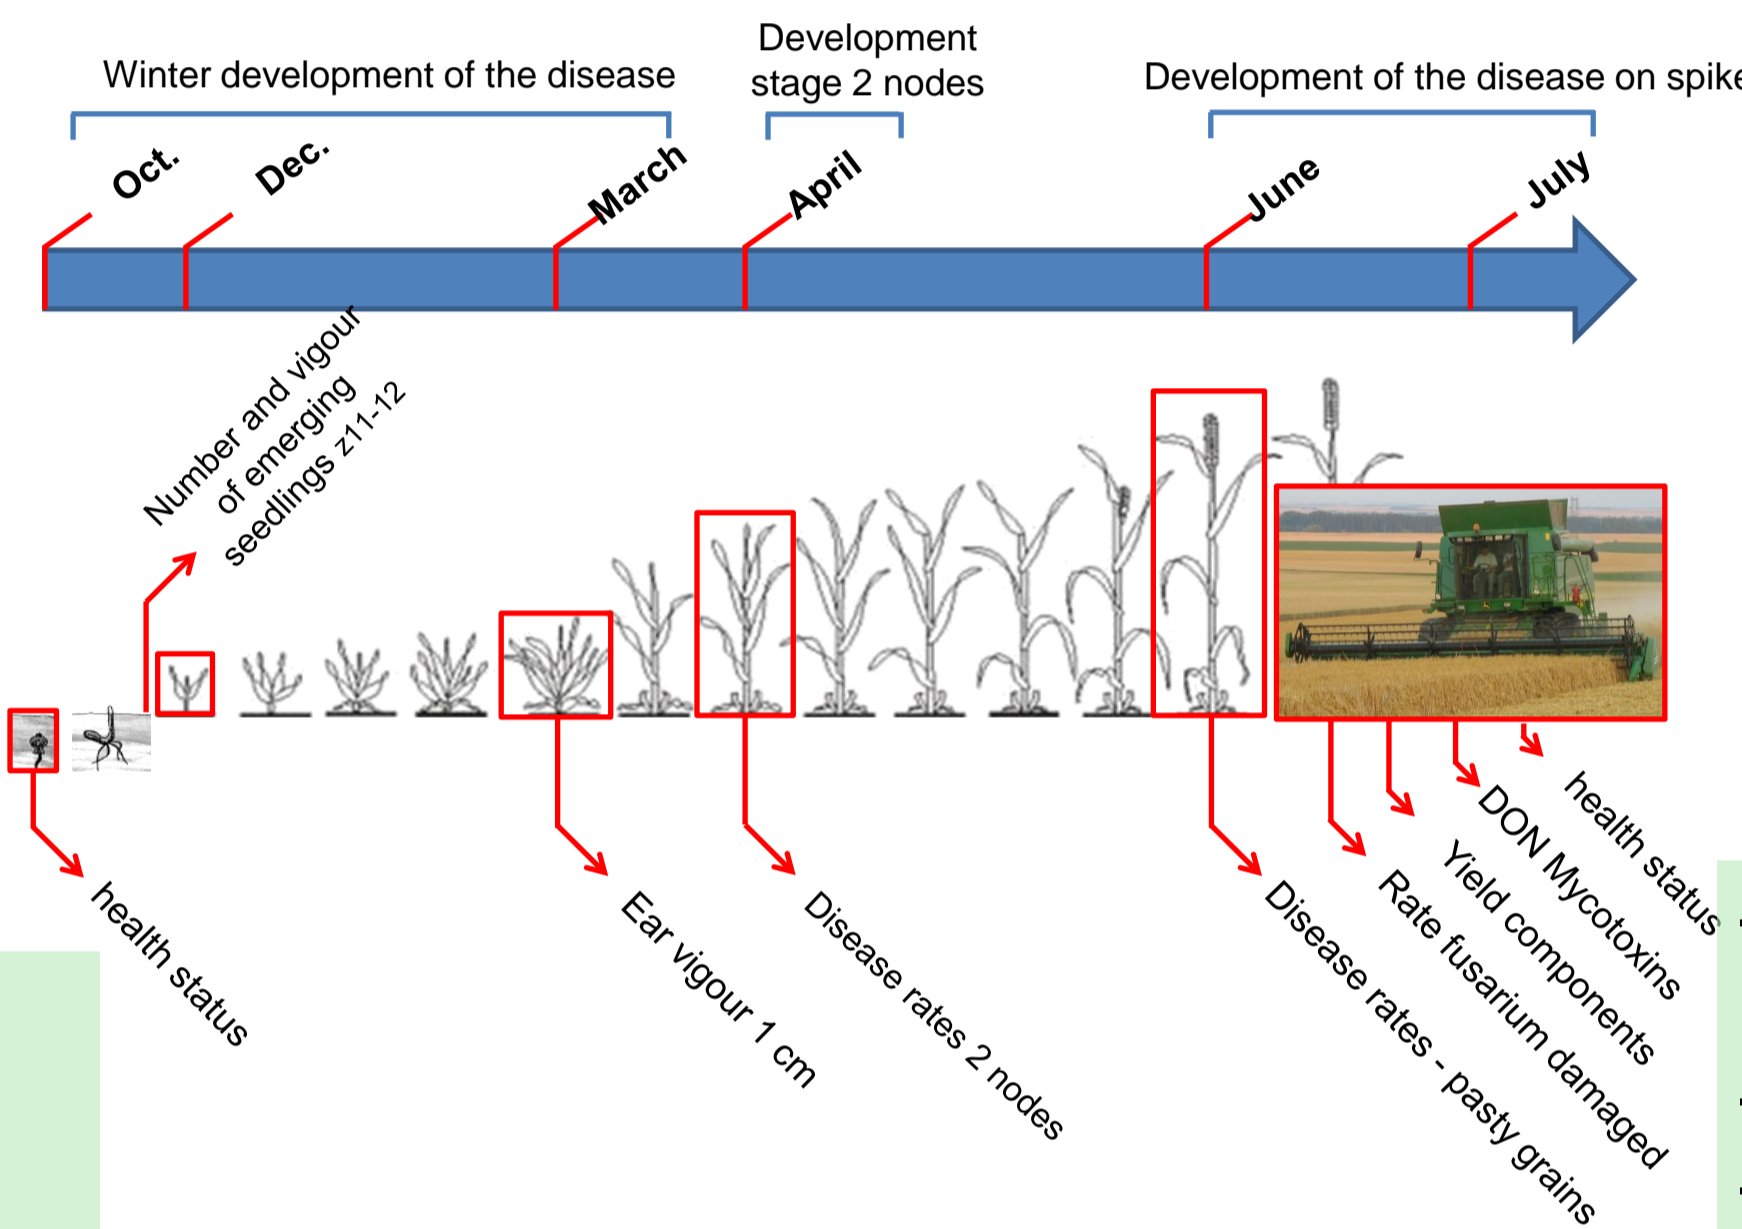 Development
Winter development of the disease
stage 2 nodes
Development of the disease on spike
Oct.
Dec.
March
April
June
July
Number and vigour
of emerging
seedlings z11-12
health status
Ear vigour 1 cm
Disease rates 2 nodes
Disease rates - pasty grains
Rate fusarium damaged
Yield components
DON Mycotoxins
health status